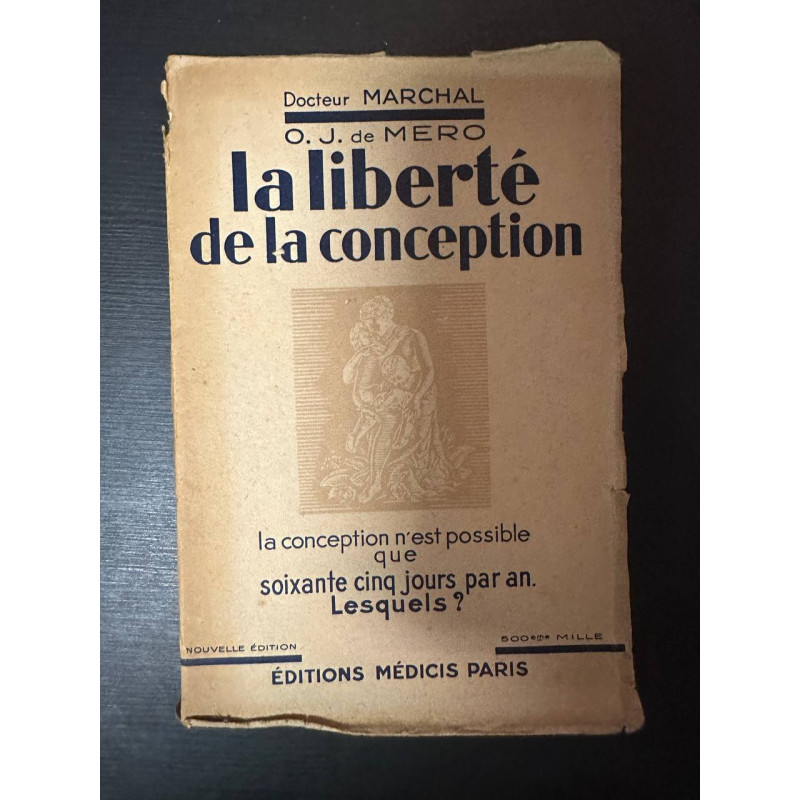 Docteur MARCHAL
O. J. de MERO
la liberté
de la conception
la conception n'est possible
que
soixante cinq jours par an.
Lesquels ?
NOUVELLE ÉDITION
500eme MILLE
ÉDITIONS MÉDICIS PARIS